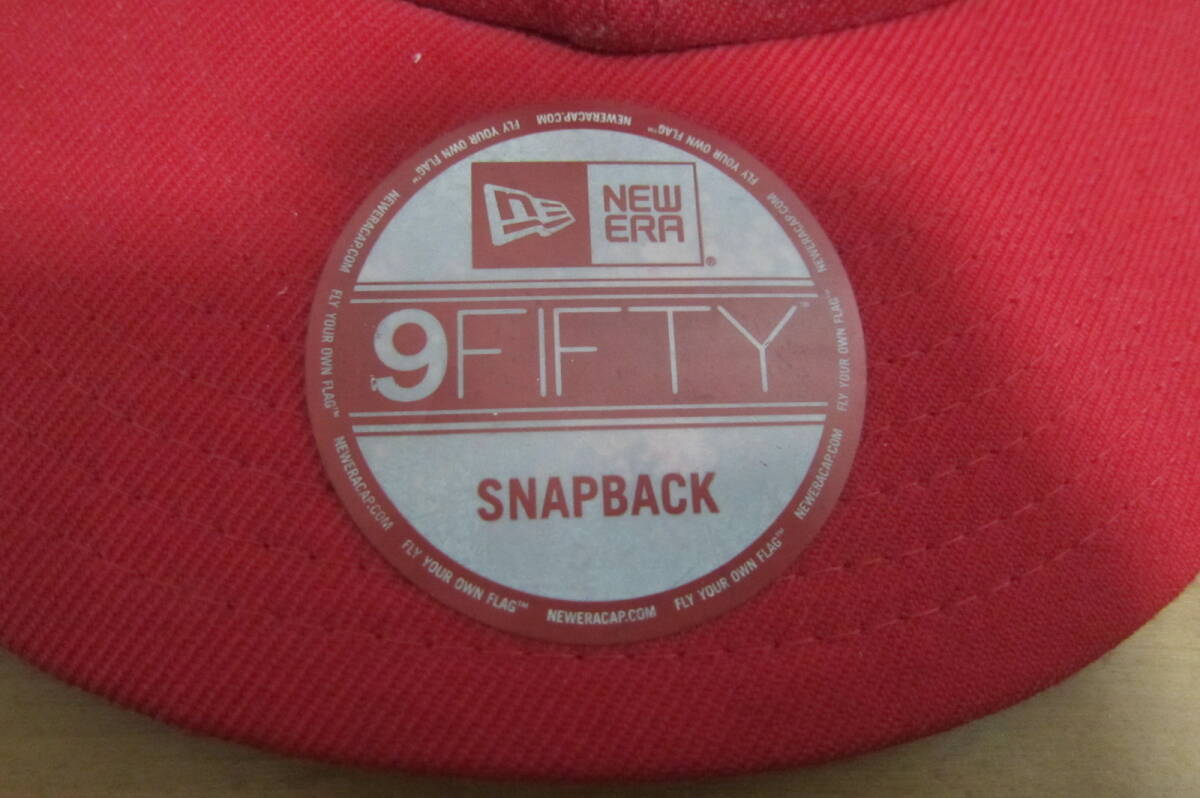 NE
NEW
ERA®
9FIFTY™
SNAPBACK
NEWERACAP.COM FLY YOUR OWN FLAG™ NEWERACAP.COM FLY YOUR OWN FLAG™ NEWERACAP.COM FLY YOUR OWN FLAG™ NEWERACAP.COM FLY YOUR OWN FLAG™ NEWERACAP.COM FLY YOUR OWN FLAG™ NEWERACAP.COM FLY YOUR OWN FLAG™